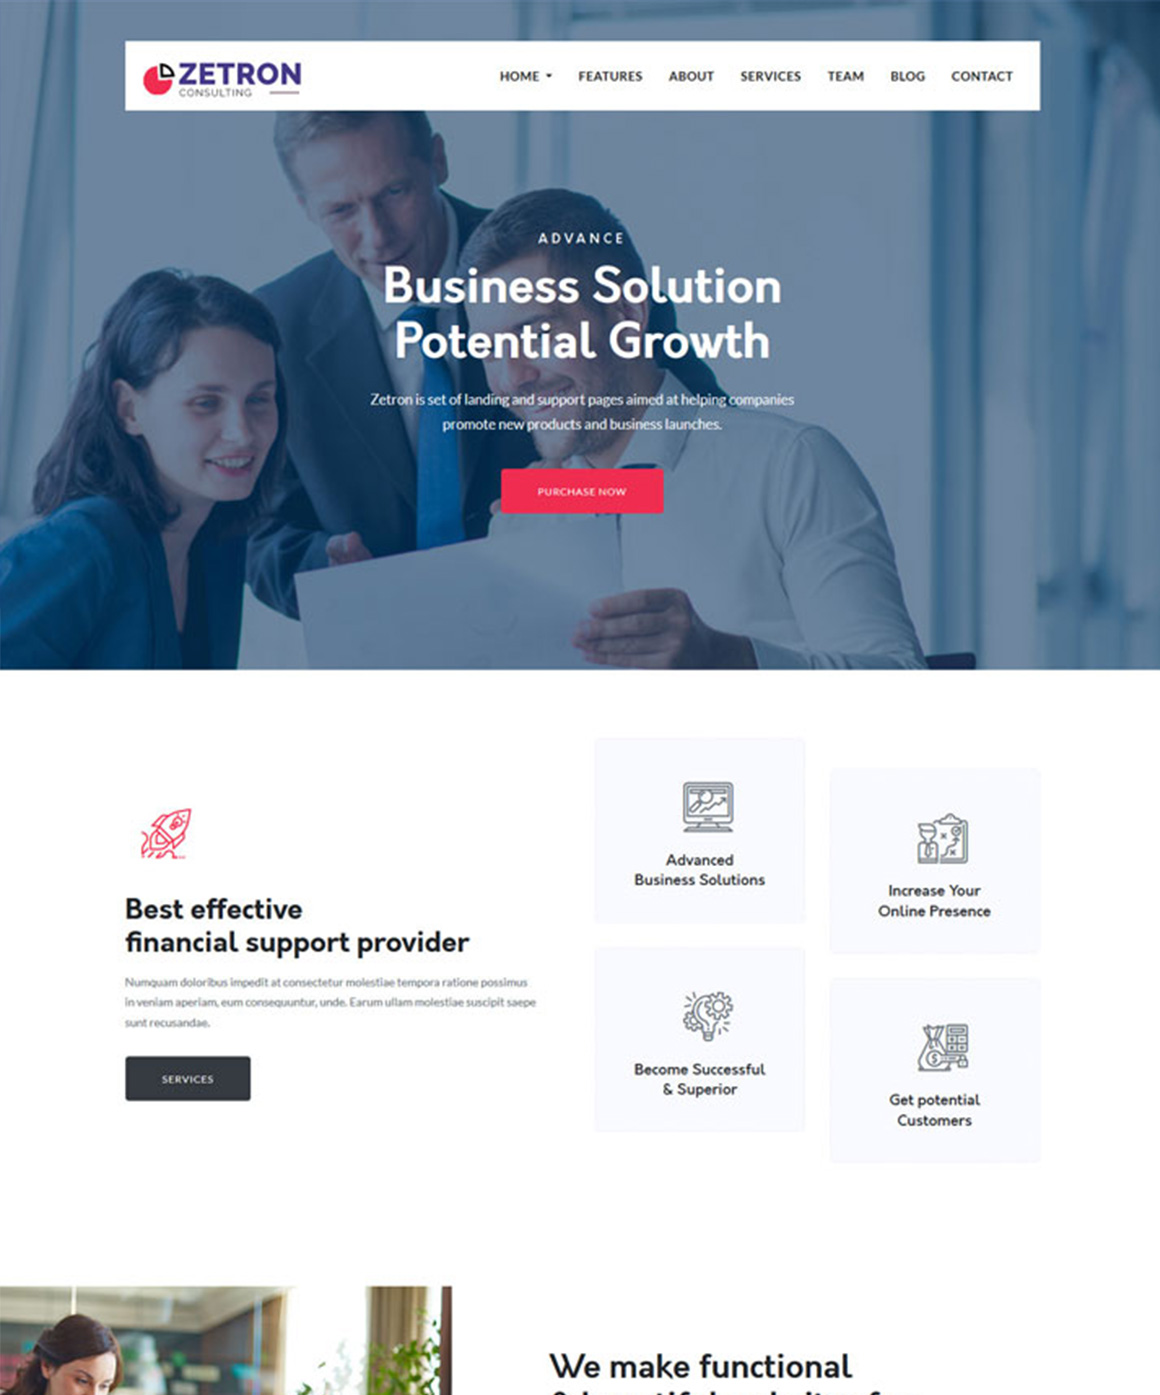 ZETRON
CONSULTING
HOME
FEATURES
ABOUT
SERVICES
TEAM
BLOG
CONTACT
ADVANCE
Business Solution
Potential Growth
Zetron is set of landing and support pages aimed at helping companies
promote new products and business launches.
PURCHASE NOW
Best effective
financial support provider
Numquam doloribus impedit at consectetur molestiae tempora ratione possimus
in veniam aperiam, eum consequuntur, unde. Earum ullam molestiae suscipit saepe
sunt recusandae.
SERVICES
Advanced
Business Solutions
Increase Your
Online Presence
Become Successful
& Superior
Get potential
Customers
We make functional